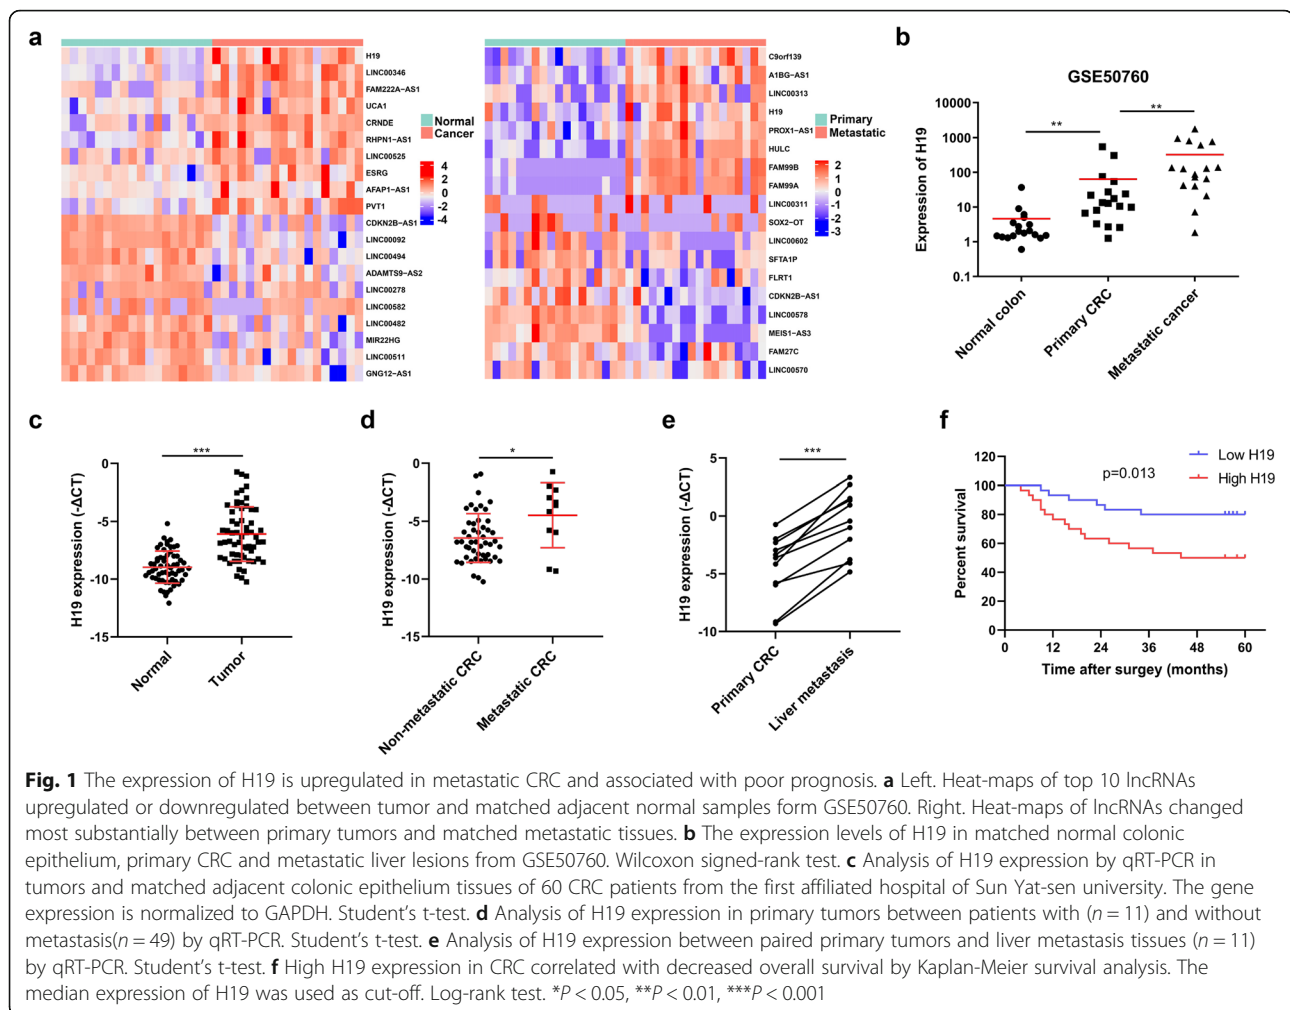 a
H19
LINC00346
FAM222A-AS1
UCA1
CRNDE
RHPN1-AS1
LINC00525
ESRG
AFAP1-AS1
PVT1
CDKN2B-AS1
LINC00092
LINC00494
ADAMTS9-AS2
LINC00278
LINC00582
LINC00482
MIR22HG
LINC00511
GNG12-AS1
Normal
Cancer
4
2
0
-2
-4
C9orf139
A1BG-AS1
LINC00313
H19
PROX1-AS1
HULC
FAM99B
FAM99A
LINC00311
SOX2-OT
LINC00602
SFTA1P
FLRT1
CDKN2B-AS1
LINC00578
MEIS1-AS3
FAM27C
LINC00570
Primary
Metastatic
2
1
0
-1
-2
-3
b
GSE50760
Expression of H19
10000
1000
100
10
1
0.1
**
**
Normal colon
Primary CRC
Metastatic cancer
c
H19 expression (-ΔCT)
0
-5
-10
-15
***
Normal
Tumor
d
H19 expression (-ΔCT)
0
-5
-10
-15
*
Non-metastatic CRC
Metastatic CRC
e
H19 expression (-ΔCT)
5
0
-5
-10
***
Primary CRC
Liver metastasis
f
Percent survival
120
100
80
60
40
20
0
p=0.013
Low H19
High H19
0 12 24 36 48 60
Time after surgey (months)
Fig. 1 The expression of H19 is upregulated in metastatic CRC and associated with poor prognosis. a Left. Heat-maps of top 10 lncRNAs
upregulated or downregulated between tumor and matched adjacent normal samples form GSE50760. Right. Heat-maps of lncRNAs changed
most substantially between primary tumors and matched metastatic tissues. b The expression levels of H19 in matched normal colonic
epithelium, primary CRC and metastatic liver lesions from GSE50760. Wilcoxon signed-rank test. c Analysis of H19 expression by qRT-PCR in
tumors and matched adjacent colonic epithelium tissues of 60 CRC patients from the first affiliated hospital of Sun Yat-sen university. The gene
expression is normalized to GAPDH. Student's t-test. d Analysis of H19 expression in primary tumors between patients with (n = 11) and without
metastasis(n = 49) by qRT-PCR. Student's t-test. e Analysis of H19 expression between paired primary tumors and liver metastasis tissues (n = 11)
by qRT-PCR. Student's t-test. f High H19 expression in CRC correlated with decreased overall survival by Kaplan-Meier survival analysis. The
median expression of H19 was used as cut-off. Log-rank test. *P < 0.05, **P < 0.01, ***P < 0.001